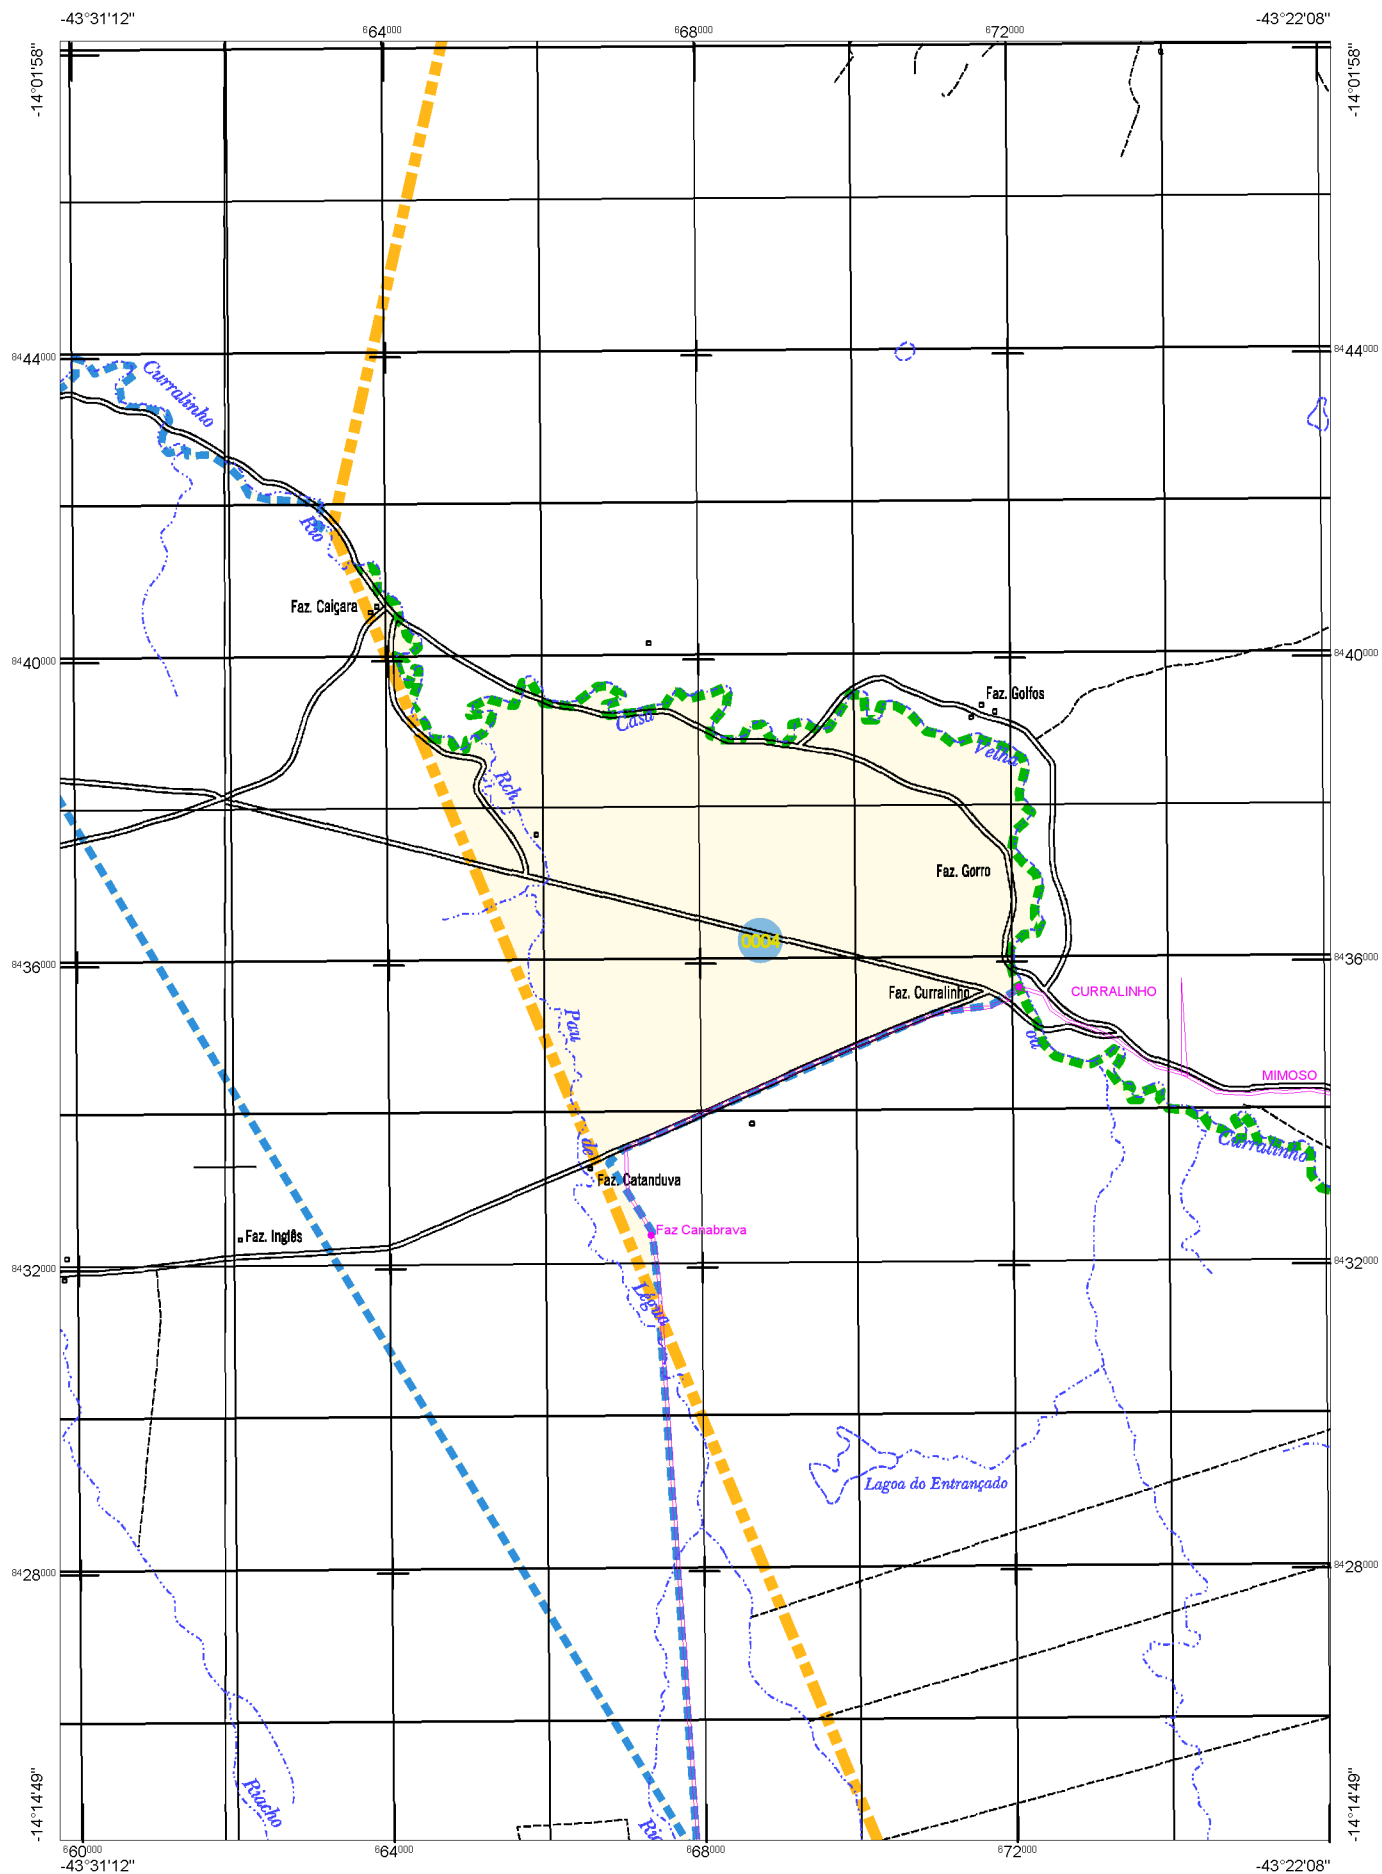 -43°31'12"
-43°22'08"
664000
668000
672000
-14°01'58"
-14°01'58"
8444000
8444000
Curralinho
Rio
Faz. Caiçara
8440000
8440000
Faz. Golfos
Casa
Velha
Rch.
Faz. Gorro
0004
8436000
8436000
Faz. Curralinho
CURRALINHO
Pau
ou
MIMOSO
de
Curralinho
Faz. Catanduva
Faz Canabrava
Faz. Inglês
8432000
8432000
Légua
Lagoa do Entrançado
8428000
8428000
Riacho
-14°14'49"
-14°14'49"
660000
664000
668000
672000
-43°31'12"
-43°22'08"